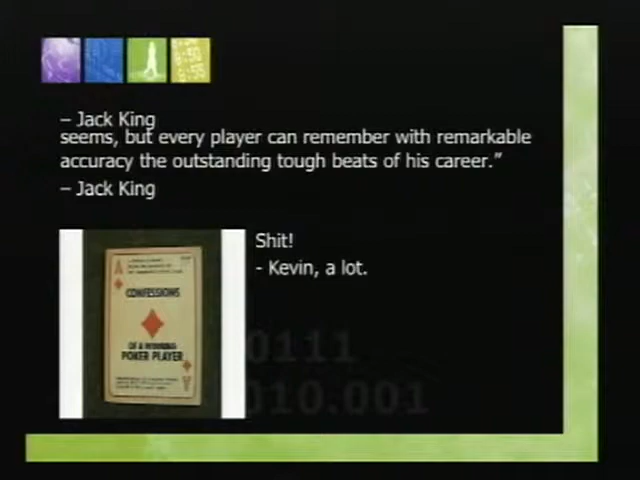 – Jack King
seems, but every player can remember with remarkable
accuracy the outstanding tough beats of his career.”
– Jack King
Shit!
- Kevin, a lot.
A
CONFESSIONS
OF A WINNING
POKER PLAYER
0111
010.001